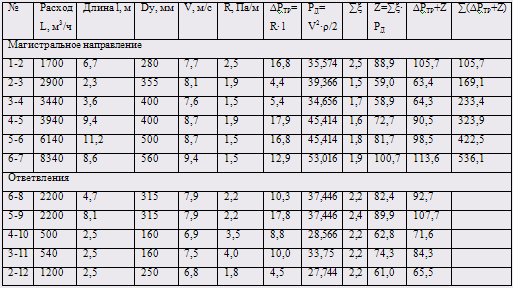 № Расход L, м³/ч Длина l, м Dy, мм V, м/с R, Па/м ΔPтр= R·l PД= V²·ρ/2 ∑ξ Z=∑ξ· PД ΔPтр+Z ∑(ΔPтр+Z)
Магистральное направление
1-2 1700 6,7 280 7,7 2,5 16,8 35,574 2,5 88,9 105,7 105,7
2-3 2900 2,3 355 8,1 1,9 4,4 39,366 1,5 59,0 63,4 169,1
3-4 3440 3,6 400 7,6 1,5 5,4 34,656 1,7 58,9 64,3 233,4
4-5 3940 9,4 400 8,7 1,9 17,9 45,414 1,6 72,7 90,5 323,9
5-6 6140 11,2 500 8,7 1,5 16,8 45,414 1,8 81,7 98,5 422,5
6-7 8340 8,6 560 9,4 1,5 12,9 53,016 1,9 100,7 113,6 536,1
Ответвления
6-8 2200 4,7 315 7,9 2,2 10,3 37,446 2,2 82,4 92,7
5-9 2200 8,1 315 7,9 2,2 17,8 37,446 2,4 89,9 107,7
4-10 500 2,5 160 6,9 3,5 8,8 28,566 2,2 62,8 71,6
3-11 540 2,5 160 7,5 4,0 10,0 33,75 2,2 74,3 84,3
2-12 1200 2,5 250 6,8 1,8 4,5 27,744 2,2 61,0 65,5